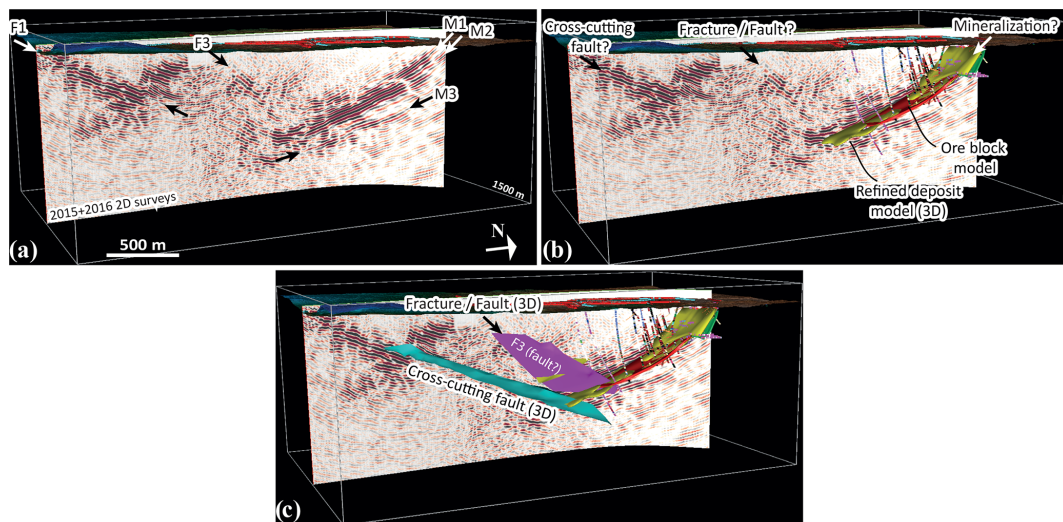 F1
F3
M1
M2
M3
2015+2016 2D surveys
500 m
N
1500 m
(a)
Cross-cutting
fault?
Fracture / Fault ?
Mineralization?
Ore block
model
Refined deposit
model (3D)
(b)
Fracture / Fault (3D)
F3 (fault?)
Cross-cutting fault (3D)
(c)